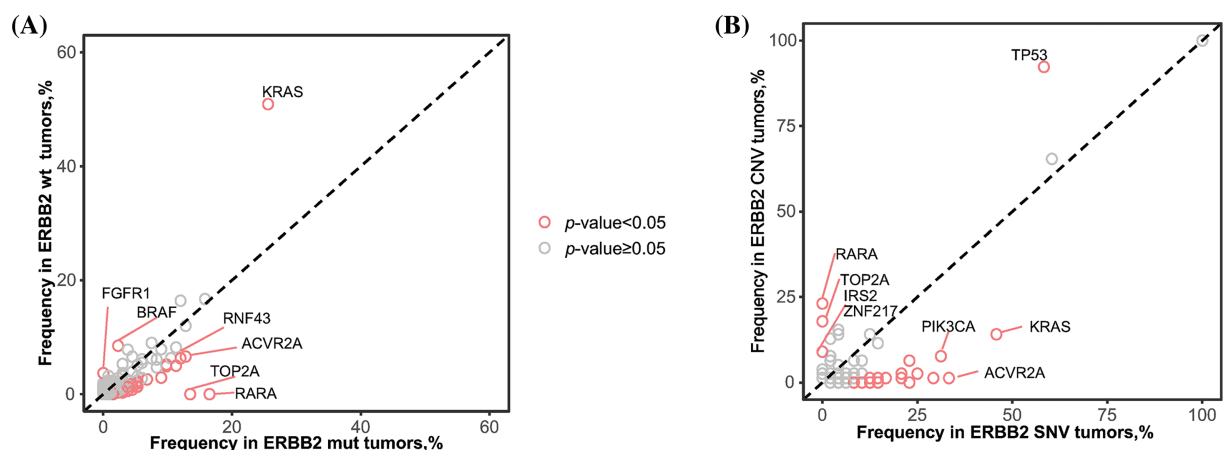 (A)
Frequency in ERBB2 wt tumors,%
60
40
20
0
KRAS
FGFR1
BRAF
RNF43
ACVR2A
TOP2A
RARA
0 20 40 60
Frequency in ERBB2 mut tumors,%
p-value<0.05
p-value≥0.05
(B)
Frequency in ERBB2 CNV tumors,%
100
75
50
25
0
TP53
RARA
TOP2A
IRS2
ZNF217
PIK3CA
KRAS
ACVR2A
0 25 50 75 100
Frequency in ERBB2 SNV tumors,%